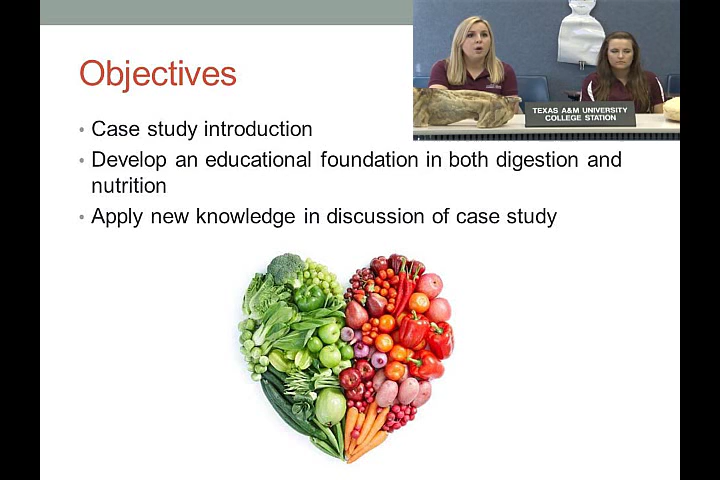 Objectives
• Case study introduction
• Develop an educational foundation in both digestion and
nutrition
• Apply new knowledge in discussion of case study
TEXAS A&M UNIVERSITY
COLLEGE STATION